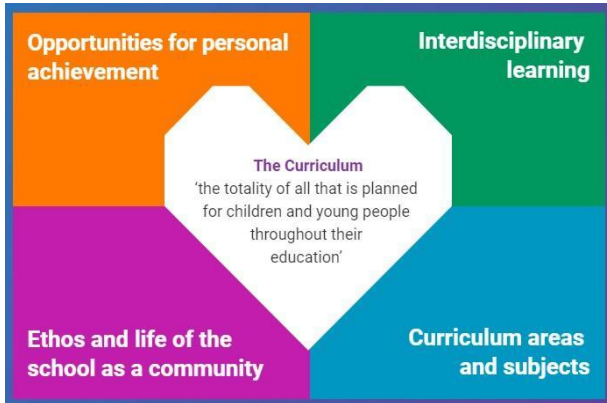 Opportunities for personal
achievement
Interdisciplinary
learning
The Curriculum
‘the totality of all that is planned
for children and young people
throughout their
education’
Ethos and life of the
school as a community
Curriculum areas
and subjects